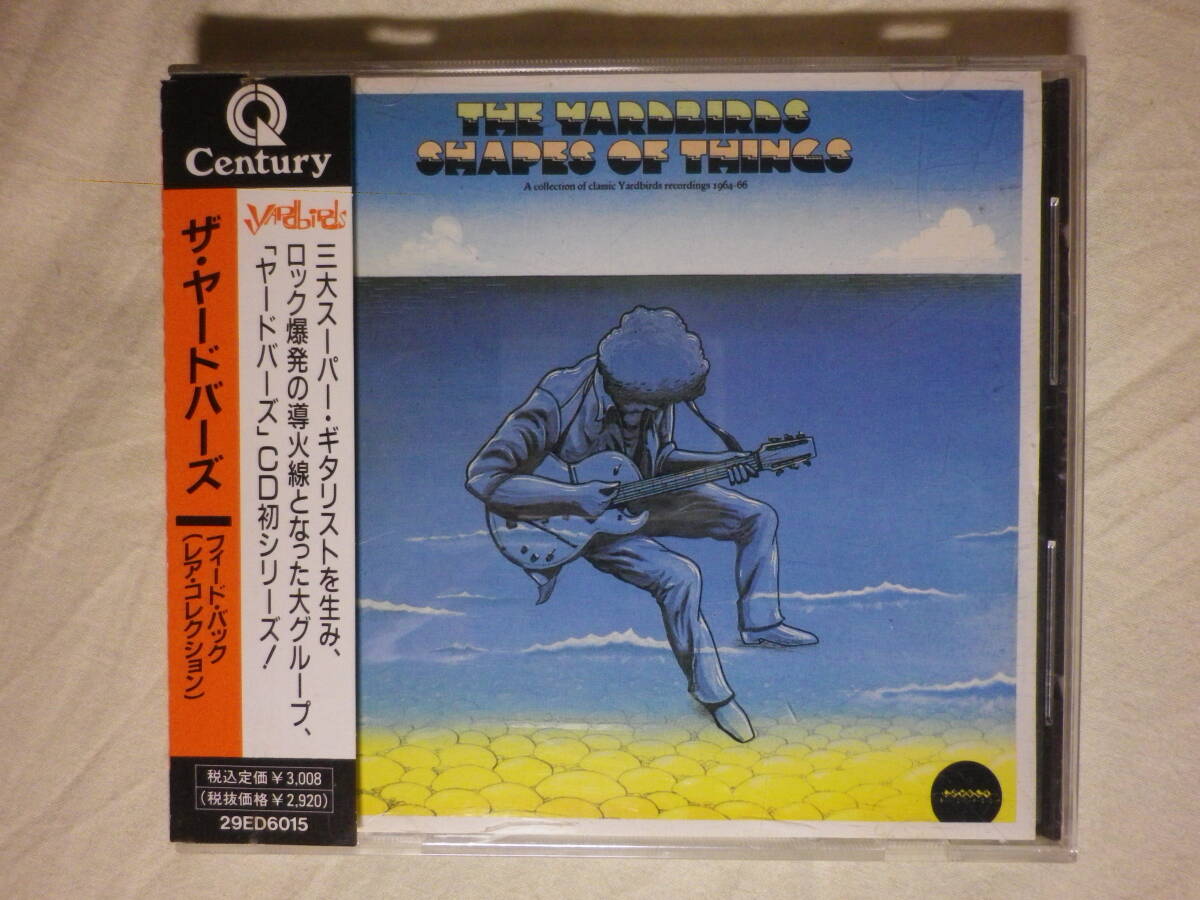 Century
Yardbirds
三大スーパー・ギタリストを生み、
ロック爆発の導火線となった大グループ、
「ヤードバーズ」CD初シリーズ!
ザ・ヤードバーズ
フィード・バック
(レア・コレクション)
税込定価¥3,008
(税抜価格¥2,920)
29ED6015
THE YARDBIRDS
SHAPES OF THINGS
A collection of classic Yardbirds recordings 1964-66